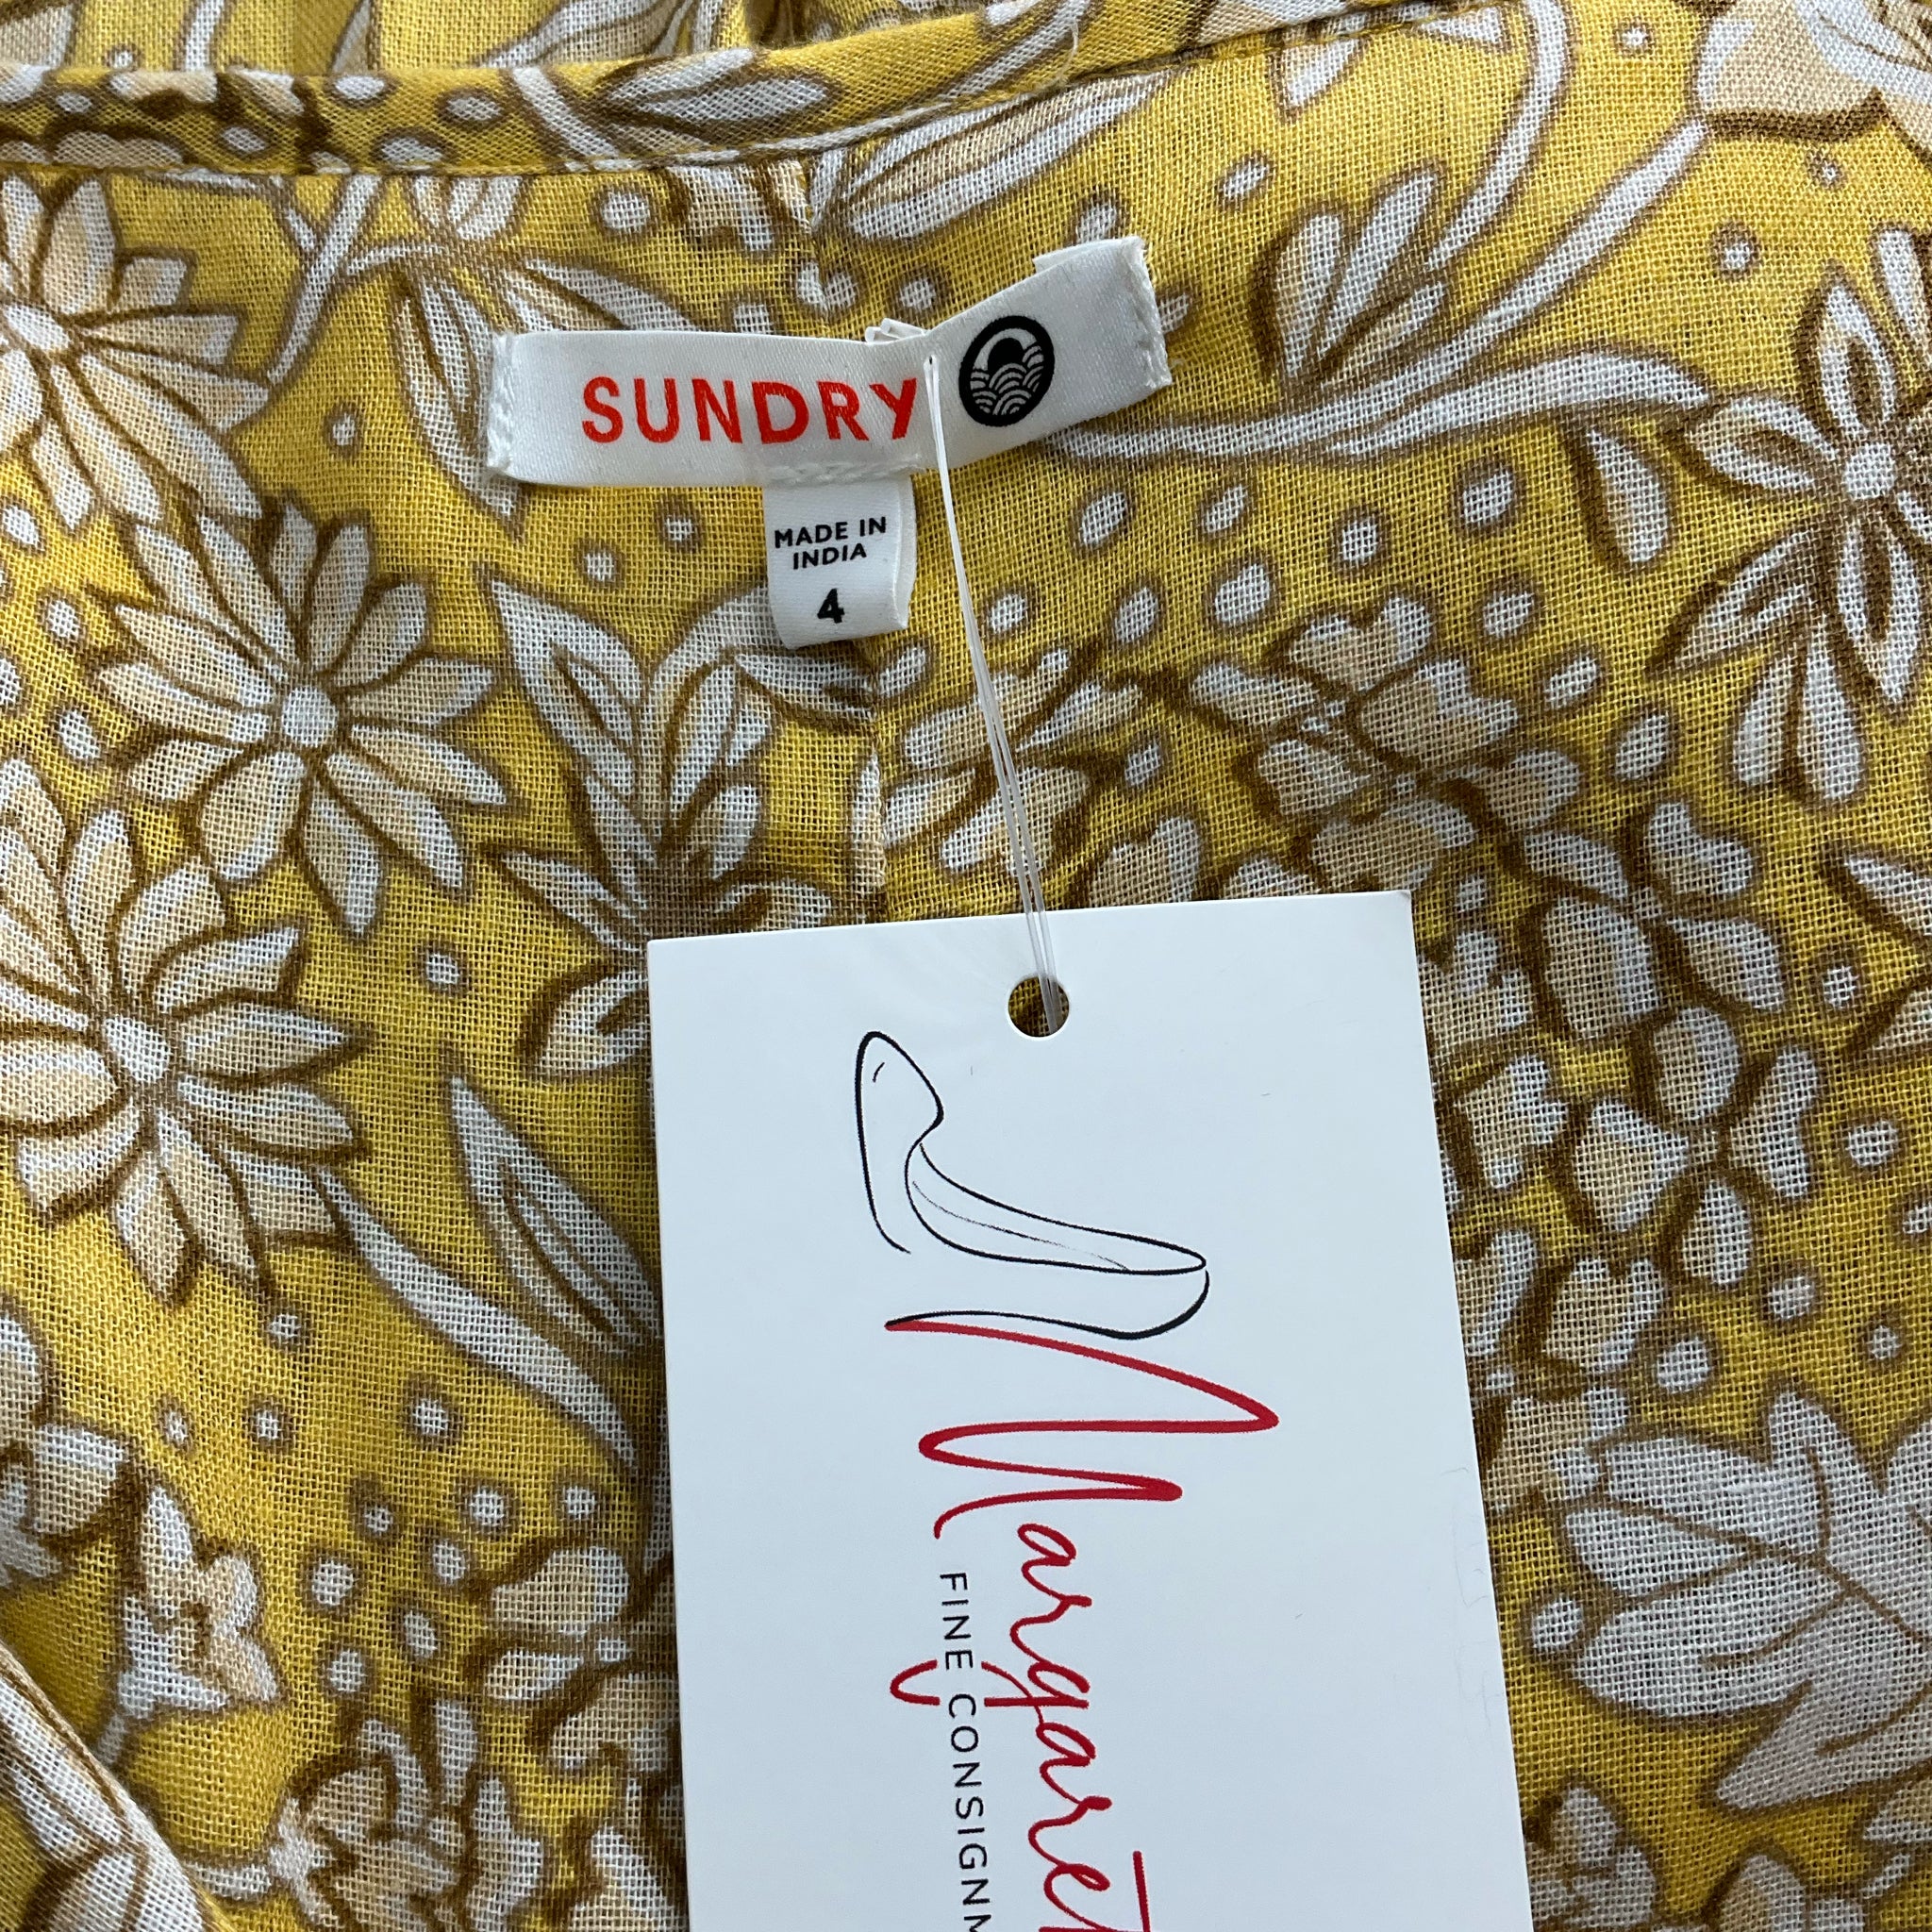 SUNDRY
MADE IN
INDIA
4
Margaret
FINE CONSIGNM